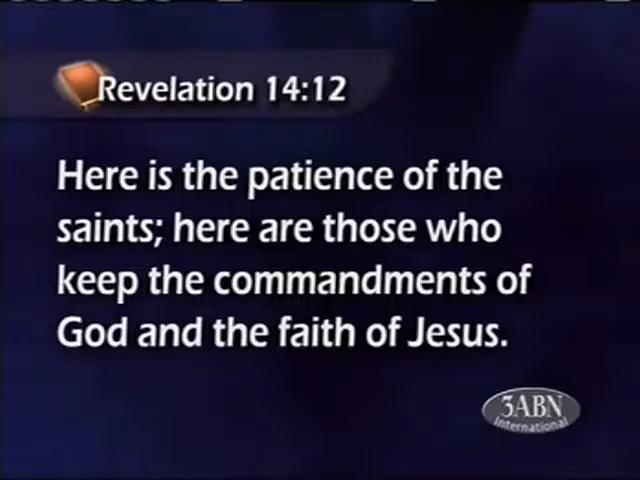 Revelation 14:12
Here is the patience of the
saints; here are those who
keep the commandments of
God and the faith of Jesus.
3ABN
International